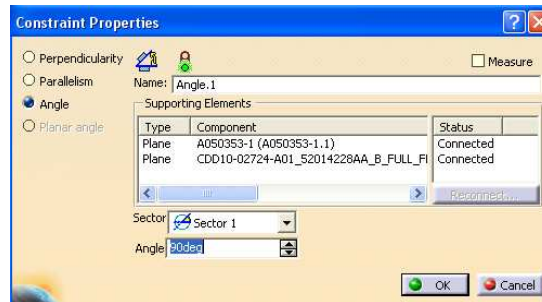 Constraint Properties
Perpendicularity
Parallelism
Angle
Planar angle
Measure
Name: Angle.1
Supporting Elements
Type Component Status
Plane A050353-1 (A050353-1.1) Connected
Plane CDD10-02724-A01_52014228AA_B_FULL_FI Connected
Reconnect...
Sector Sector 1
Angle 90deg
OK Cancel